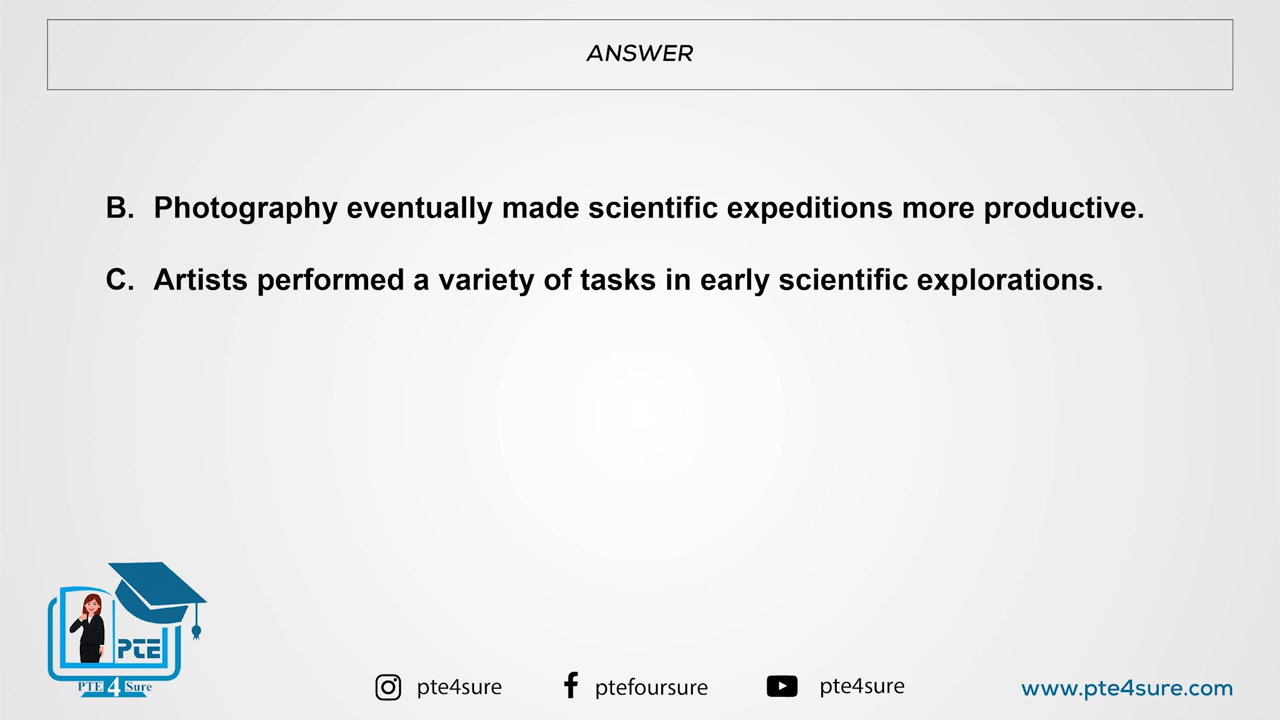 ANSWER
B. Photography eventually made scientific expeditions more productive.
C. Artists performed a variety of tasks in early scientific explorations.
PTE
PTE 4 Sure
pte4sure
ptefoursure
pte4sure
www.pte4sure.com